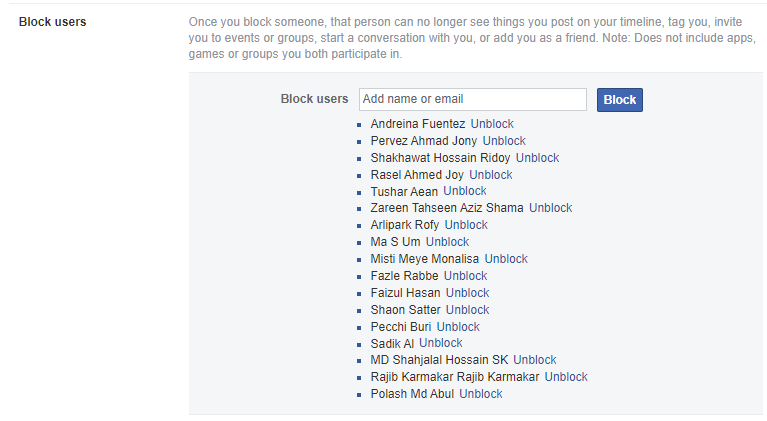 Block users
Once you block someone, that person can no longer see things you post on your timeline, tag you, invite
you to events or groups, start a conversation with you, or add you as a friend. Note: Does not include apps,
games or groups you both participate in.
Block users Add name or email Block
Andreina Fuentez Unblock
Pervez Ahmad Jony Unblock
Shakhawat Hossain Ridoy Unblock
Rasel Ahmed Joy Unblock
Tushar Aean Unblock
Zareen Tahseen Aziz Shama Unblock
Arlipark Rofy Unblock
Ma S Um Unblock
Misti Meye Monalisa Unblock
Fazle Rabbe Unblock
Faizul Hasan Unblock
Shaon Satter Unblock
Pecchi Buri Unblock
Sadik Al Unblock
MD Shahjalal Hossain SK Unblock
Rajib Karmakar Rajib Karmakar Unblock
Polash Md Abul Unblock